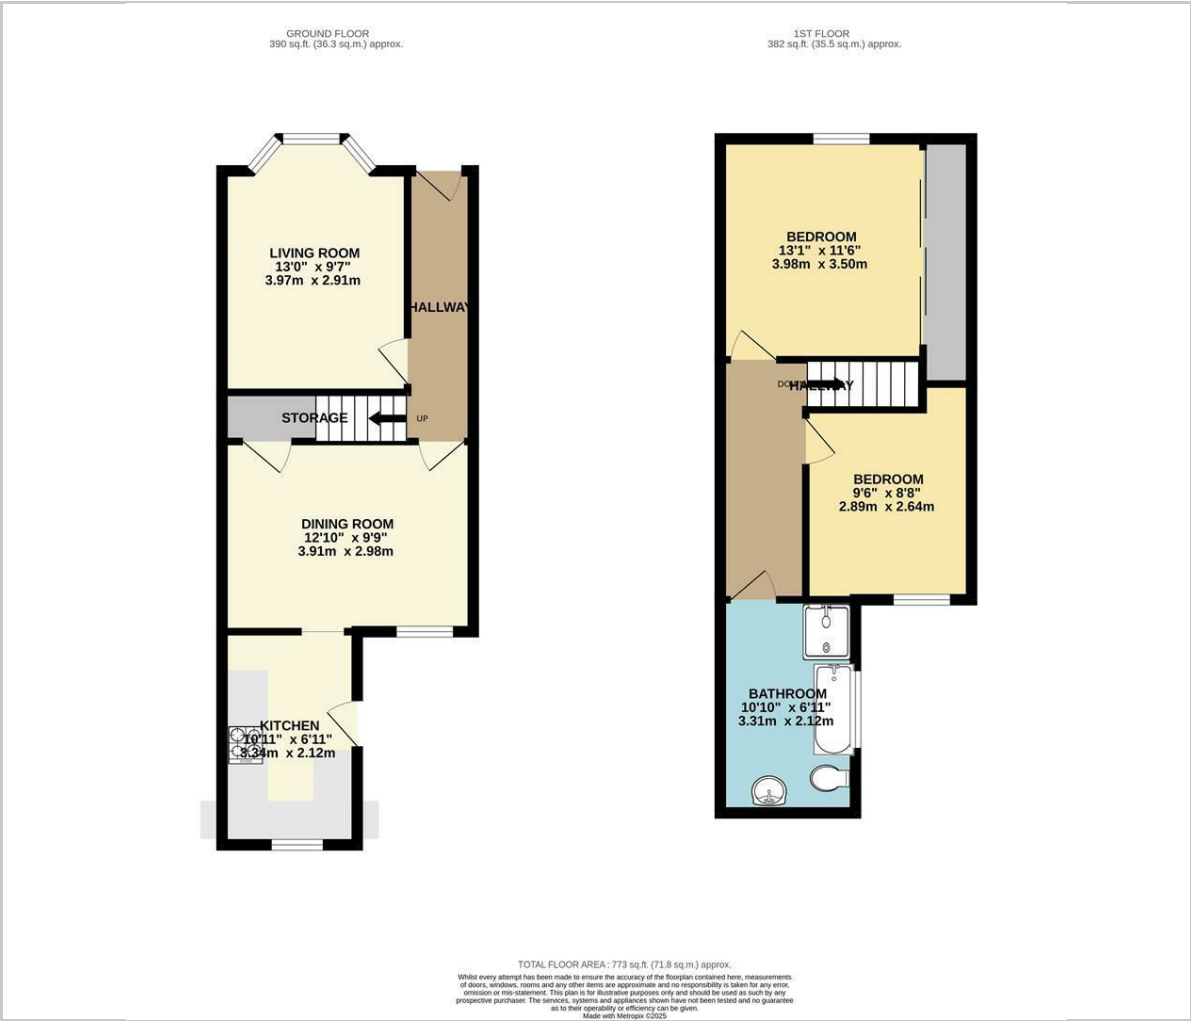 GROUND FLOOR
390 sq.ft. (36.3 sq.m.) approx.
1ST FLOOR
382 sq.ft. (35.5 sq.m.) approx.
LIVING ROOM
13'0" x 9'7"
3.97m x 2.91m
HALLWAY
STORAGE
UP
DINING ROOM
12'10" x 9'9"
3.91m x 2.98m
KITCHEN
10'11" x 6'11"
3.34m x 2.12m
BEDROOM
13'1" x 11'6"
3.98m x 3.50m
DOWN
HALLWAY
BEDROOM
9'6" x 8'8"
2.89m x 2.64m
BATHROOM
10'10" x 6'11"
3.31m x 2.12m
TOTAL FLOOR AREA : 773 sq.ft. (71.8 sq.m.) approx.
Whilst every attempt has been made to ensure the accuracy of the floorplan contained here, measurements
of doors, windows, rooms and any other items are approximate and no responsibility is taken for any error,
omission or mis-statement. This plan is for illustrative purposes only and should be used as such by any
prospective purchaser. The services, systems and appliances shown have not been tested and no guarantee
as to their operability or efficiency can be given.
Made with Metropix ©2025